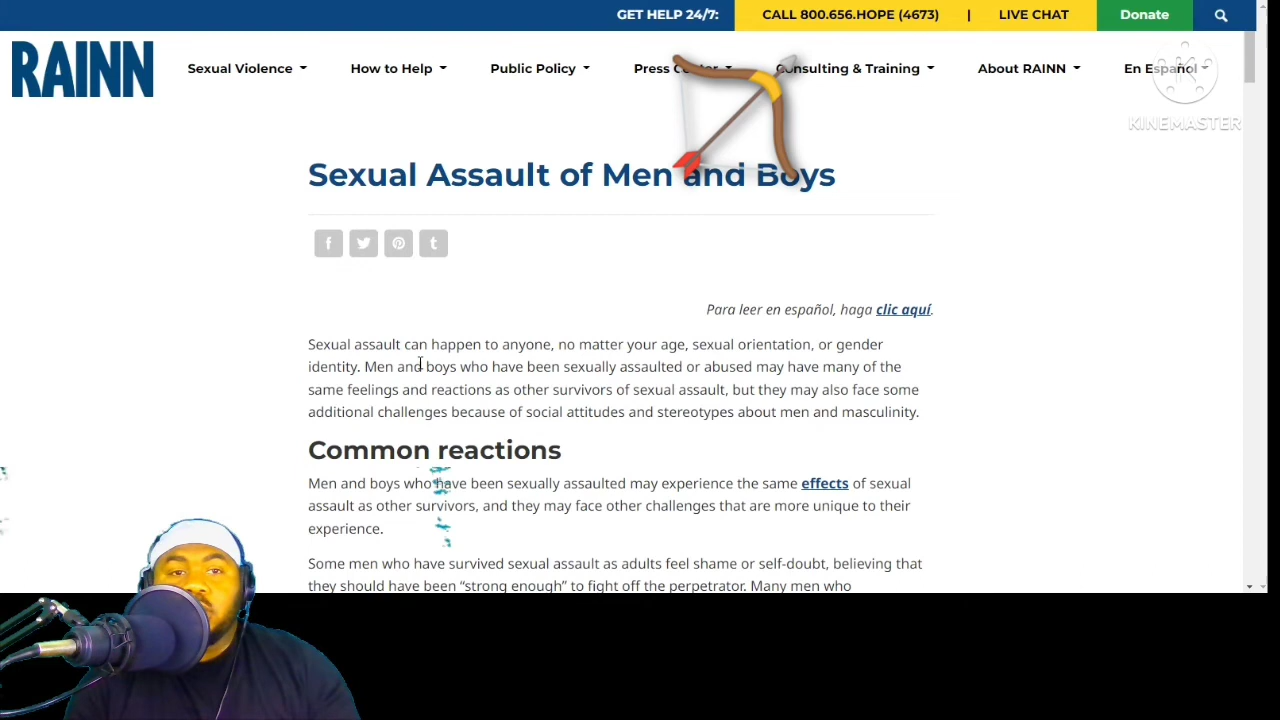 GET HELP 24/7: CALL 800.656.HOPE (4673) | LIVE CHAT Donate
RAINN Sexual Violence How to Help Public Policy Press Consulting & Training About RAINN En Español
KINEMASTER
Sexual Assault of Men and Boys
f t
Para leer en español, haga clic aquí.
Sexual assault can happen to anyone, no matter your age, sexual orientation, or gender
identity. Men and boys who have been sexually assaulted or abused may have many of the
same feelings and reactions as other survivors of sexual assault, but they may also face some
additional challenges because of social attitudes and stereotypes about men and masculinity.
Common reactions
Men and boys who have been sexually assaulted may experience the same effects of sexual
assault as other survivors, and they may face other challenges that are more unique to their
experience.
Some men who have survived sexual assault as adults feel shame or self-doubt, believing that
they should have been “strong enough” to fight off the perpetrator. Many men who